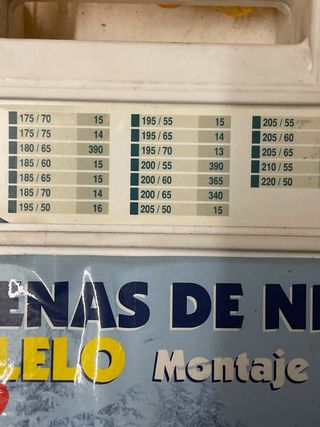 175 / 70 15
175 / 75 14
180 / 65 390
185 / 55 15
185 / 65 15
185 / 70 14
195 / 50 16
195 / 55 15
195 / 65 14
195 / 70 13
200 / 55 390
200 / 60 365
200 / 65 340
205 / 50 15
205 / 55
205 / 60
205 / 65
210 / 55
220 / 50
ENAS DE NI
LELO Montaje